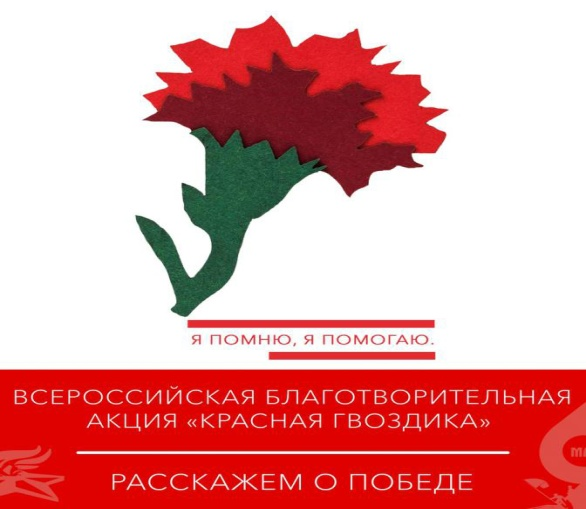 Я ПОМНЮ, Я ПОМОГАЮ.
ВСЕРОССИЙСКАЯ БЛАГОТВОРИТЕЛЬНАЯ
АКЦИЯ «КРАСНАЯ ГВОЗДИКА»
РАССКАЖЕМ О ПОБЕДЕ